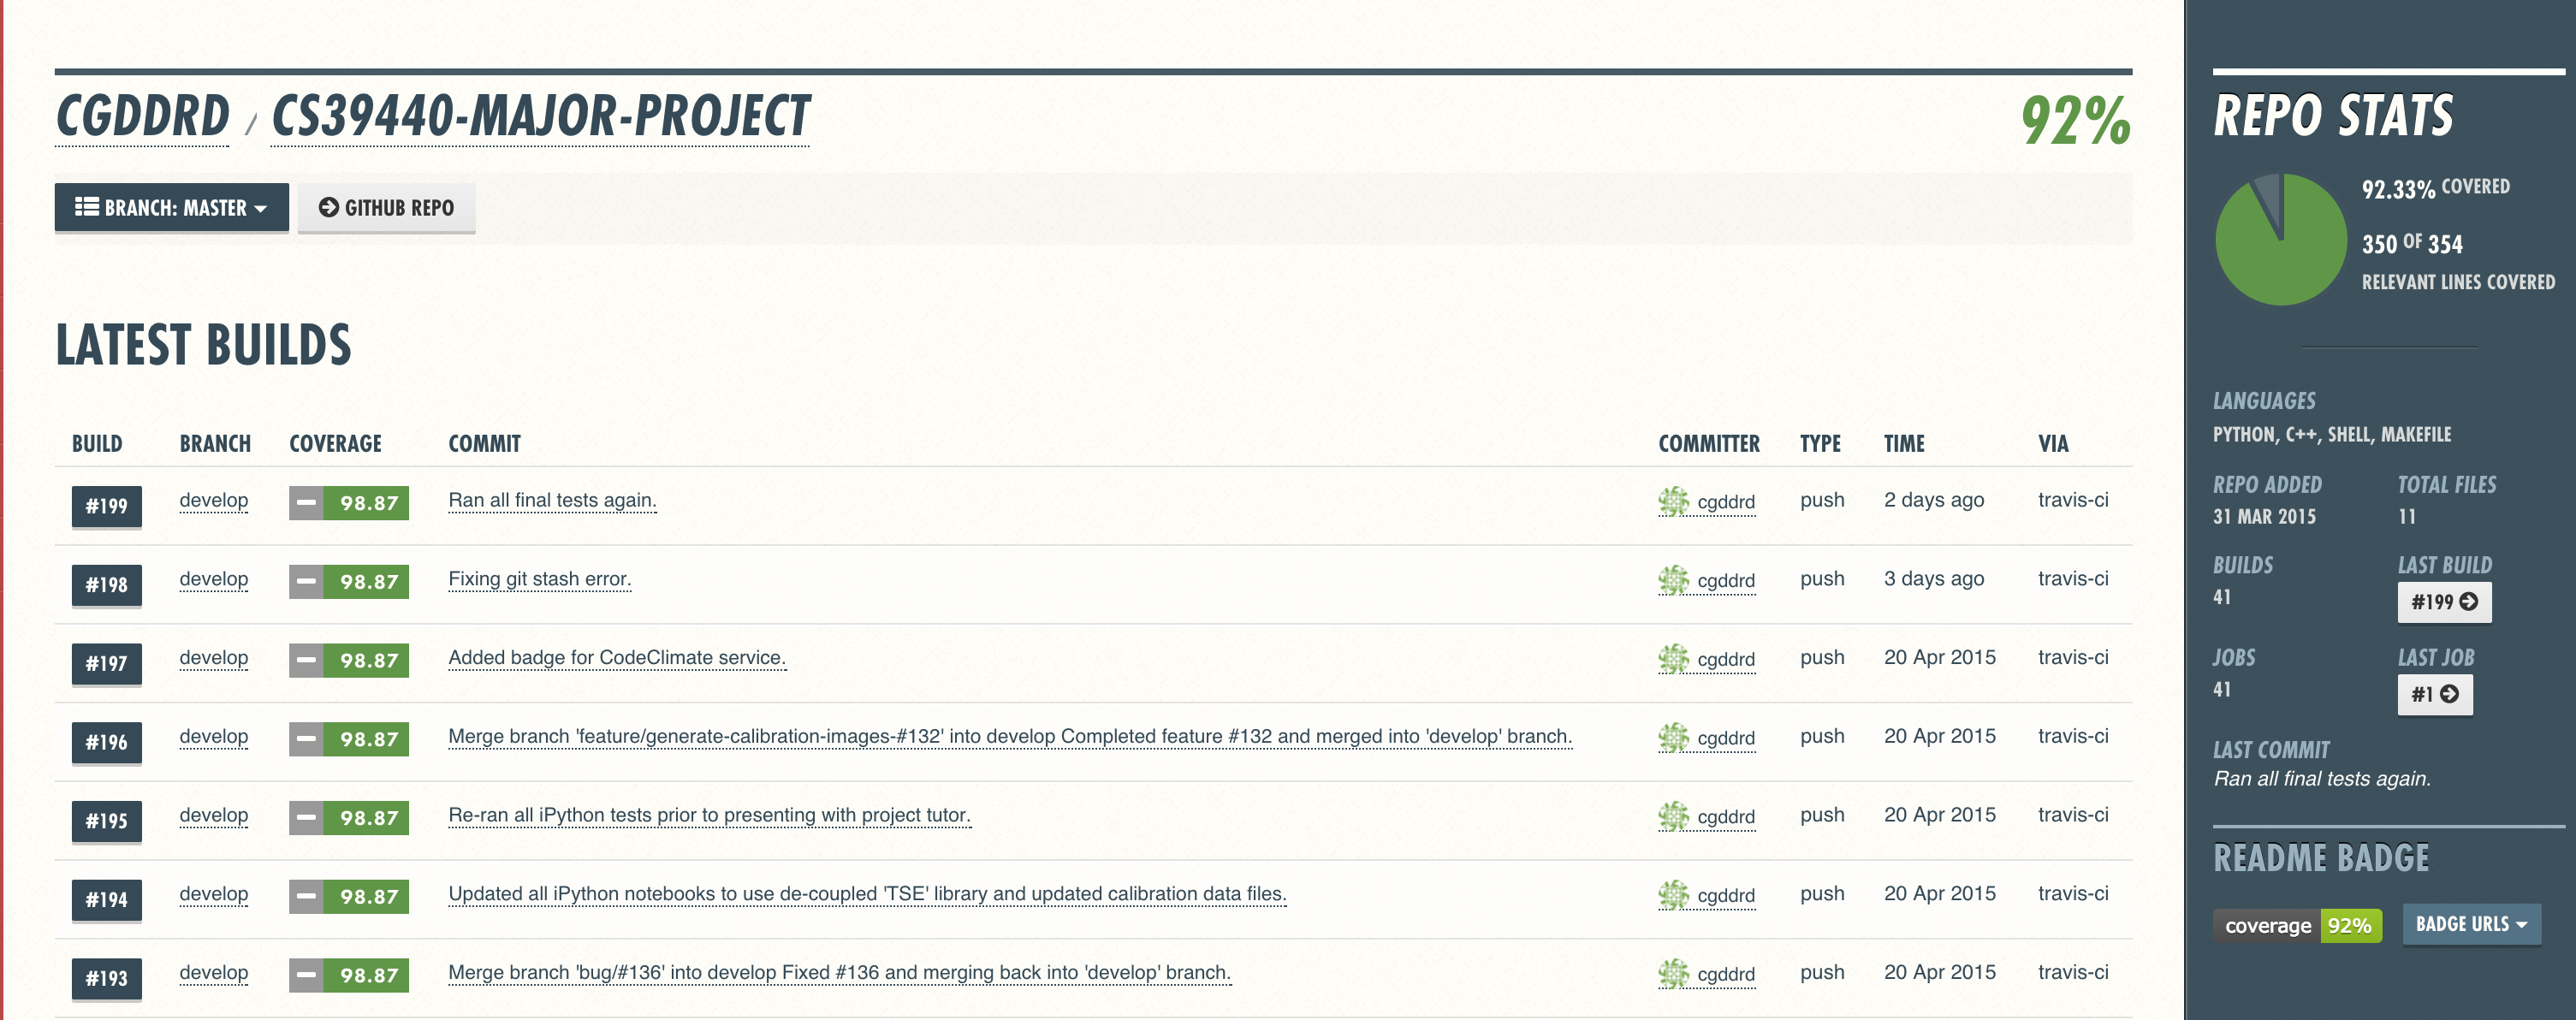 CGDDRD / CS39440-MAJOR-PROJECT
92%
BRANCH: MASTER
GITHUB REPO
LATEST BUILDS
BUILD BRANCH COVERAGE COMMIT COMMITTER TYPE TIME VIA
#199 develop 98.87 Ran all final tests again. cgddrd push 2 days ago travis-ci
#198 develop 98.87 Fixing git stash error. cgddrd push 3 days ago travis-ci
#197 develop 98.87 Added badge for CodeClimate service. cgddrd push 20 Apr 2015 travis-ci
#196 develop 98.87 Merge branch 'feature/generate-calibration-images-#132' into develop Completed feature #132 and merged into 'develop' branch. cgddrd push 20 Apr 2015 travis-ci
#195 develop 98.87 Re-ran all iPython tests prior to presenting with project tutor. cgddrd push 20 Apr 2015 travis-ci
#194 develop 98.87 Updated all iPython notebooks to use de-coupled 'TSE' library and updated calibration data files. cgddrd push 20 Apr 2015 travis-ci
#193 develop 98.87 Merge branch 'bug/#136' into develop Fixed #136 and merging back into 'develop' branch. cgddrd push 20 Apr 2015 travis-ci
REPO STATS
92.33% COVERED
350 OF 354
RELEVANT LINES COVERED
LANGUAGES
PYTHON, C++, SHELL, MAKEFILE
REPO ADDED TOTAL FILES
31 MAR 2015 11
BUILDS LAST BUILD
41 #199
JOBS LAST JOB
41 #1
LAST COMMIT
Ran all final tests again.
README BADGE
coverage 92% BADGE URLS